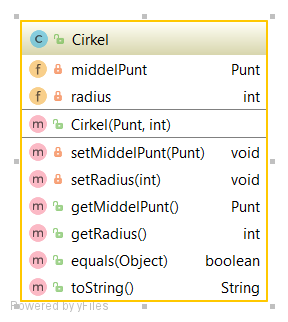 C Cirkel
f middelPunt Punt
f radius int
m Cirkel(Punt, int)
m setMiddelPunt(Punt) void
m setRadius(int) void
m getMiddelPunt() Punt
m getRadius() int
m equals(Object) boolean
m toString() String
Powered by yFiles